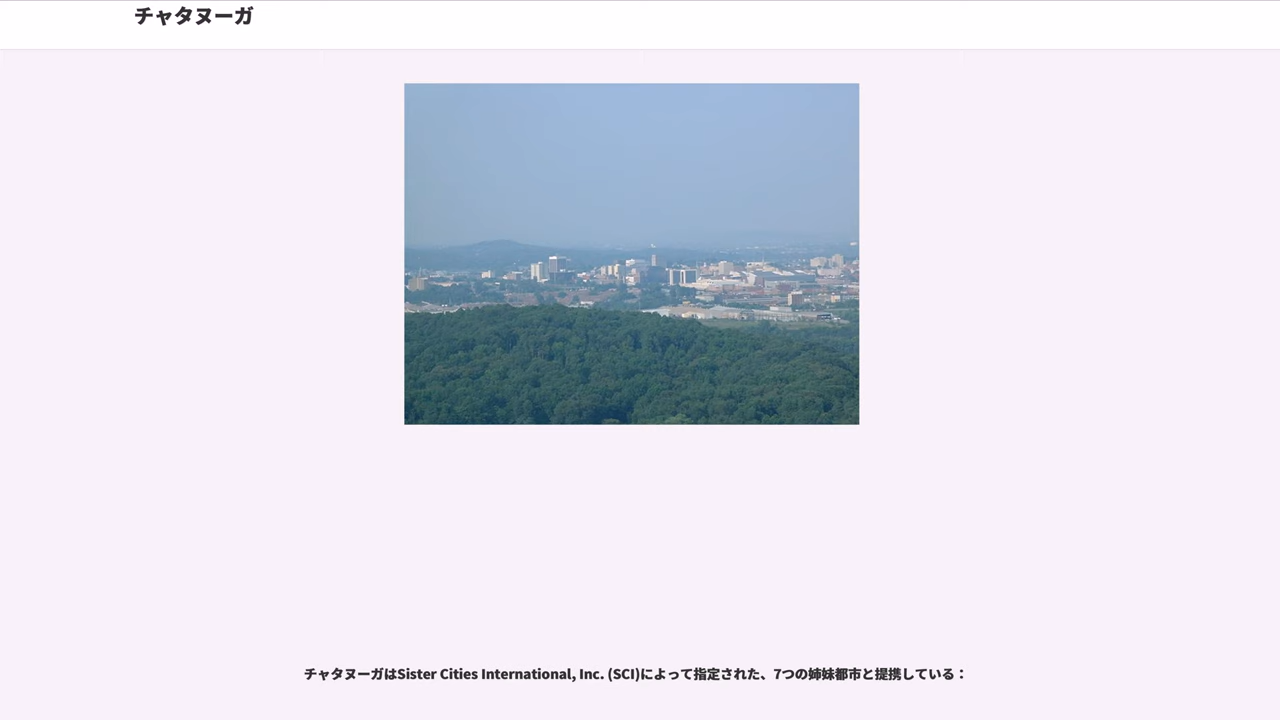 チャタヌーガ
チャタヌーガはSister Cities International, Inc. (SCI)によって指定された、7つの姉妹都市と提携している：